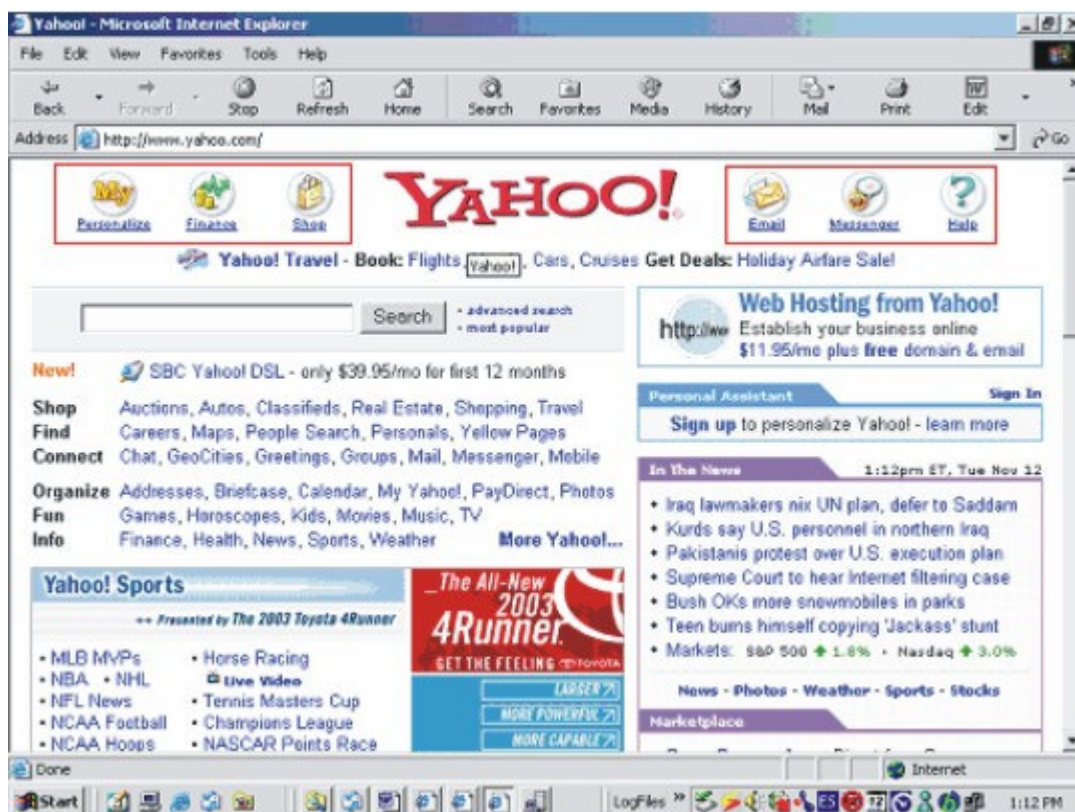 Yahoo! - Microsoft Internet Explorer
File Edit View Favorites Tools Help
Back Forward Stop Refresh Home Search Favorites Media History Mail Print Edit
Address http://www.yahoo.com/ Go
My
Personalize Finance Shop YAHOO! Email Messenger Help
Yahoo! Travel - Book: Flights, Yahoo!, Cars, Cruises Get Deals: Holiday Airfare Sale!
Search
· advanced search
· most popular
http://www
Web Hosting from Yahoo!
Establish your business online
$11.95/mo plus free domain & email
New! SBC Yahoo! DSL - only $39.95/mo for first 12 months
Shop Auctions, Autos, Classifieds, Real Estate, Shopping, Travel
Find Careers, Maps, People Search, Personals, Yellow Pages
Connect Chat, GeoCities, Greetings, Groups, Mail, Messenger, Mobile
Organize Addresses, Briefcase, Calendar, My Yahoo!, PayDirect, Photos
Fun Games, Horoscopes, Kids, Movies, Music, TV
Info Finance, Health, News, Sports, Weather More Yahoo!...
Personal Assistant Sign In
Sign up to personalize Yahoo! - learn more
In The News 1:12pm ET, Tue Nov 12
• Iraq lawmakers nix UN plan, defer to Saddam
• Kurds say U.S. personnel in northern Iraq
• Pakistanis protest over U.S. execution plan
• Supreme Court to hear Internet filtering case
• Bush OKs more snowmobiles in parks
• Teen burns himself copying 'Jackass' stunt
• Markets: S&P 500 1.8% · Nasdaq 3.0%
News - Photos - Weather - Sports - Stocks
Marketplace
Yahoo! Sports
Presented by The 2003 Toyota 4Runner
• MLB MVPs
• NBA • NHL
• NFL News
• NCAA Football
• NCAA Hoops
• Horse Racing
Live Video
• Tennis Masters Cup
• Champions League
• NASCAR Points Race
The All-New
2003
4Runner
GET THE FEELING TOYOTA
LARGER
MORE POWERFUL
MORE CAPABLE
Done Internet
Start LogFiles » ES 12 1:12 PM